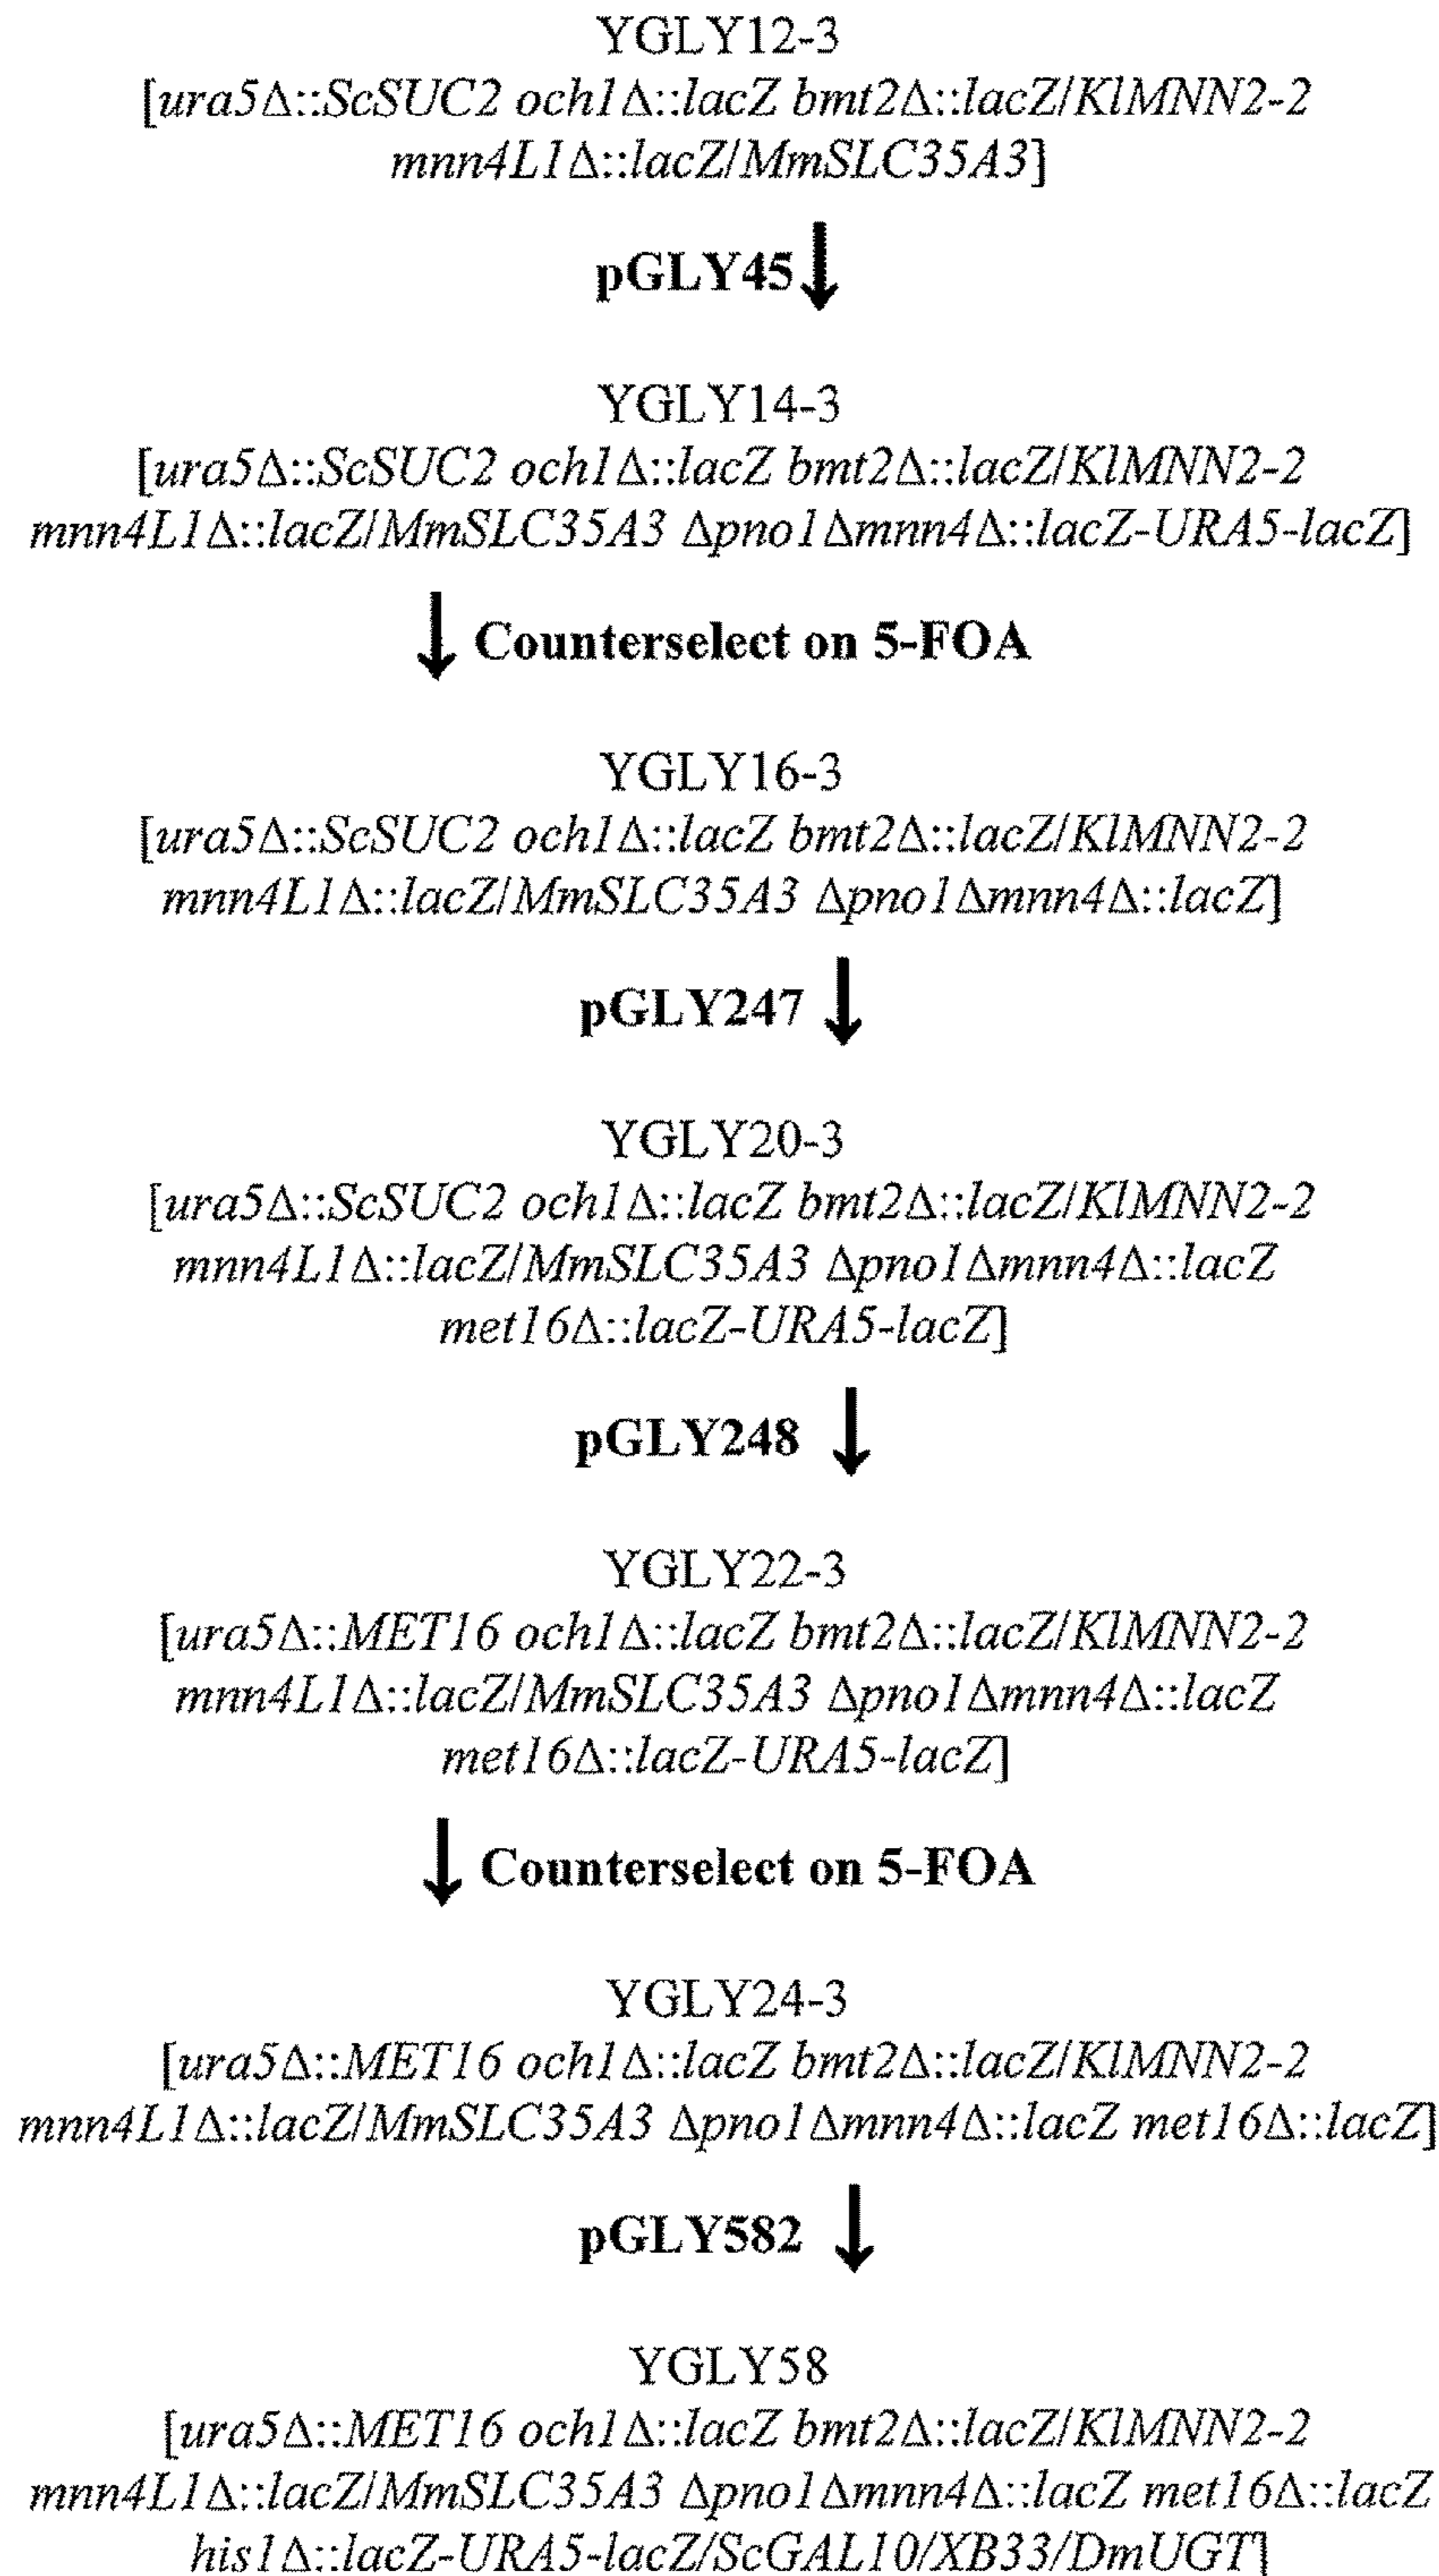 YGLY12-3
[ura5Δ::ScSUC2 och1Δ::lacZ bmt2Δ::lacZ/KlMNN2-2
mnn4L1Δ::lacZ/MmSLC35A3]
pGLY45
YGLY14-3
[ura5Δ::ScSUC2 och1Δ::lacZ bmt2Δ::lacZ/KlMNN2-2
mnn4L1Δ::lacZ/MmSLC35A3 Δpno1Δmnn4Δ::lacZ-URA5-lacZ]
Counterselect on 5-FOA
YGLY16-3
[ura5Δ::ScSUC2 och1Δ::lacZ bmt2Δ::lacZ/KlMNN2-2
mnn4L1Δ::lacZ/MmSLC35A3 Δpno1Δmnn4Δ::lacZ]
pGLY247
YGLY20-3
[ura5Δ::ScSUC2 och1Δ::lacZ bmt2Δ::lacZ/KlMNN2-2
mnn4L1Δ::lacZ/MmSLC35A3 Δpno1Δmnn4Δ::lacZ
met16Δ::lacZ-URA5-lacZ]
pGLY248
YGLY22-3
[ura5Δ::MET16 och1Δ::lacZ bmt2Δ::lacZ/KlMNN2-2
mnn4L1Δ::lacZ/MmSLC35A3 Δpno1Δmnn4Δ::lacZ
met16Δ::lacZ-URA5-lacZ]
Counterselect on 5-FOA
YGLY24-3
[ura5Δ::MET16 och1Δ::lacZ bmt2Δ::lacZ/KlMNN2-2
mnn4L1Δ::lacZ/MmSLC35A3 Δpno1Δmnn4Δ::lacZ met16Δ::lacZ]
pGLY582
YGLY58
[ura5Δ::MET16 och1Δ::lacZ bmt2Δ::lacZ/KlMNN2-2
mnn4L1Δ::lacZ/MmSLC35A3 Δpno1Δmnn4Δ::lacZ met16Δ::lacZ
his1Δ::lacZ-URA5-lacZ/ScGAL10/XB33/DmUGT]